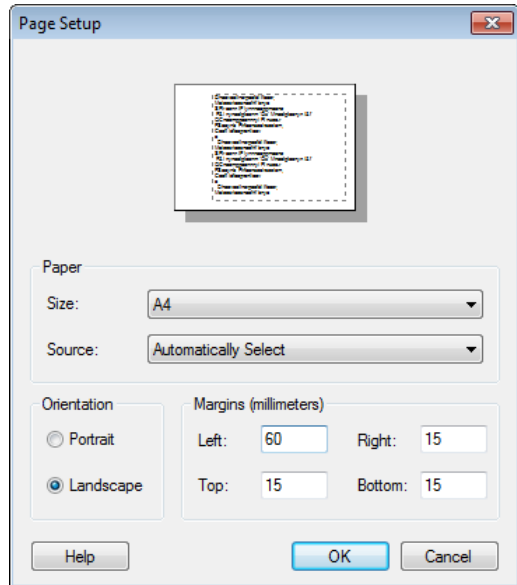 Page Setup
Paper
Size: A4
Source: Automatically Select
Orientation
Portrait
Landscape
Margins (millimeters)
Left: 60 Right: 15
Top: 15 Bottom: 15
Help OK Cancel